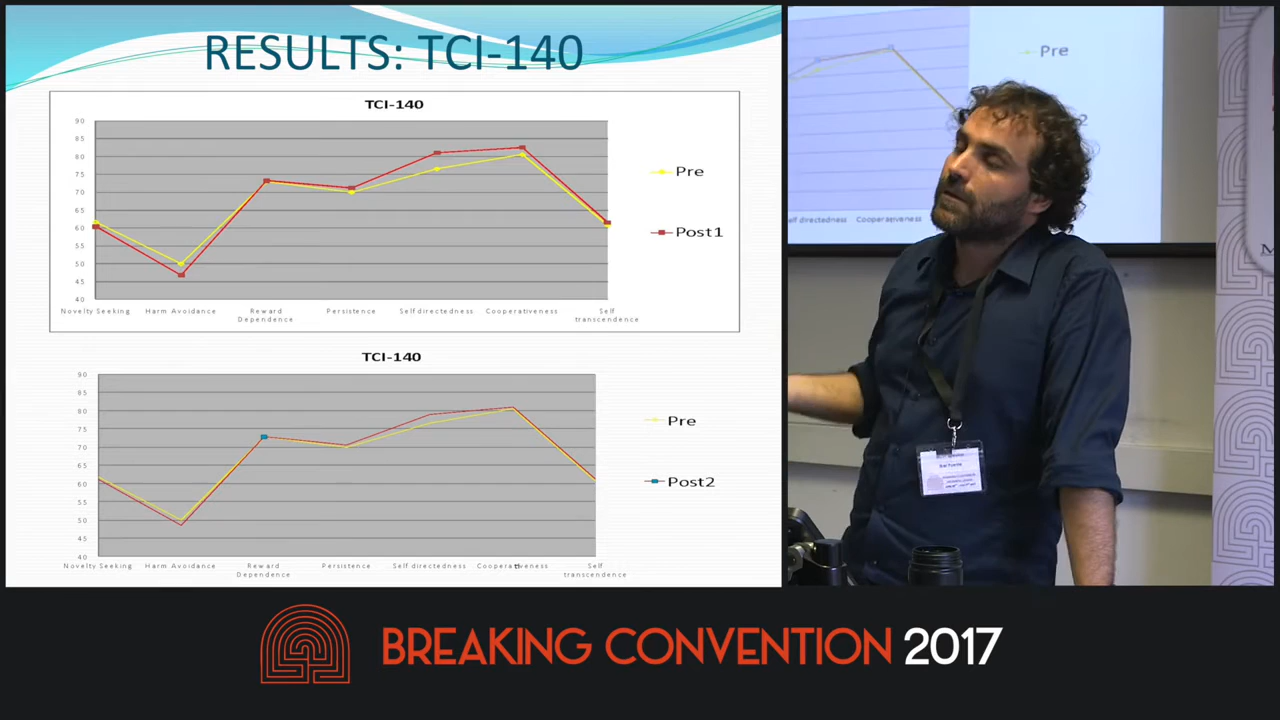 RESULTS: TCI-140
TCI-140
90
85
80
75
70
65
60
55
50
45
40
Novelty Seeking
Harm Avoidance
Reward
Dependence
Persistence
Self directedness
Cooperativeness
Self
transcendence
Pre
Post1
TCI-140
90
85
80
75
70
65
60
55
50
45
40
Novelty Seeking
Harm Avoidance
Reward
Dependence
Persistence
Self directedness
Cooperativeness
Self
transcendence
Pre
Post2
Pre
2
Self directedness
Cooperativeness
BREAKING CONVENTION 2017